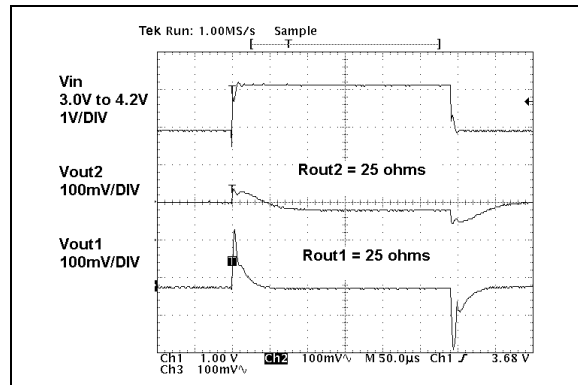 Tek Run: 1.00MS/s Sample
[ T ]
Vin
3.0V to 4.2V
1V/DIV
Vout2
100mV/DIV
Rout2 = 25 ohms
Vout1
100mV/DIV
Rout1 = 25 ohms
Ch1 1.00 V Ch2 100mV∿ M 50.0µs Ch1 ƒ 3.68 V
Ch3 100mV∿